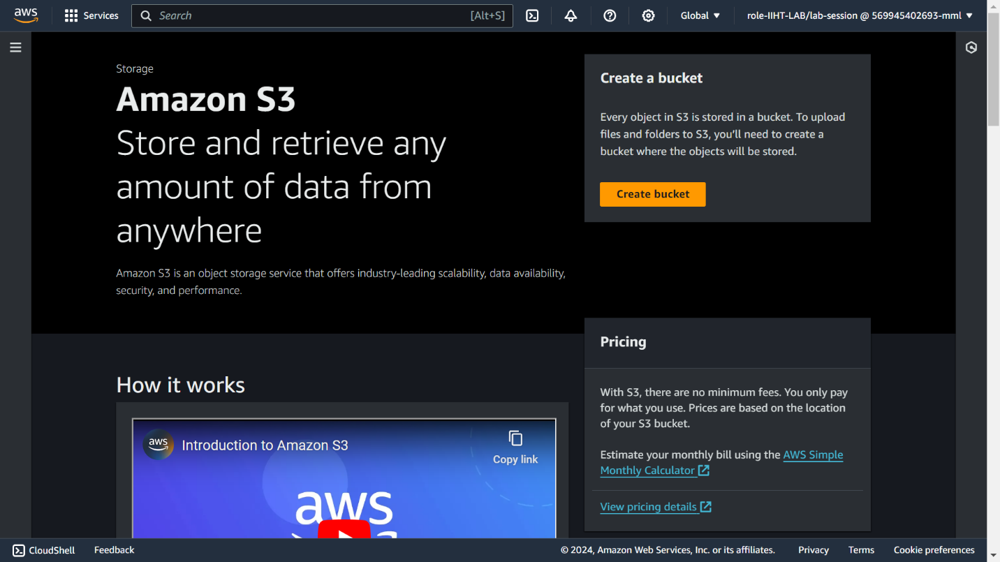 aws
Services
Search
[Alt+S]
Global
role-IIHT-LAB/lab-session @ 569945402693-mml
Storage
Amazon S3
Store and retrieve any
amount of data from
anywhere
Amazon S3 is an object storage service that offers industry-leading scalability, data availability,
security, and performance.
Create a bucket
Every object in S3 is stored in a bucket. To upload
files and folders to S3, you'll need to create a
bucket where the objects will be stored.
Create bucket
How it works
aws
Introduction to Amazon S3
Copy link
aws
Pricing
With S3, there are no minimum fees. You only pay
for what you use. Prices are based on the location
of your S3 bucket.
Estimate your monthly bill using the AWS Simple
Monthly Calculator
View pricing details
CloudShell
Feedback
© 2024, Amazon Web Services, Inc. or its affiliates.
Privacy
Terms
Cookie preferences